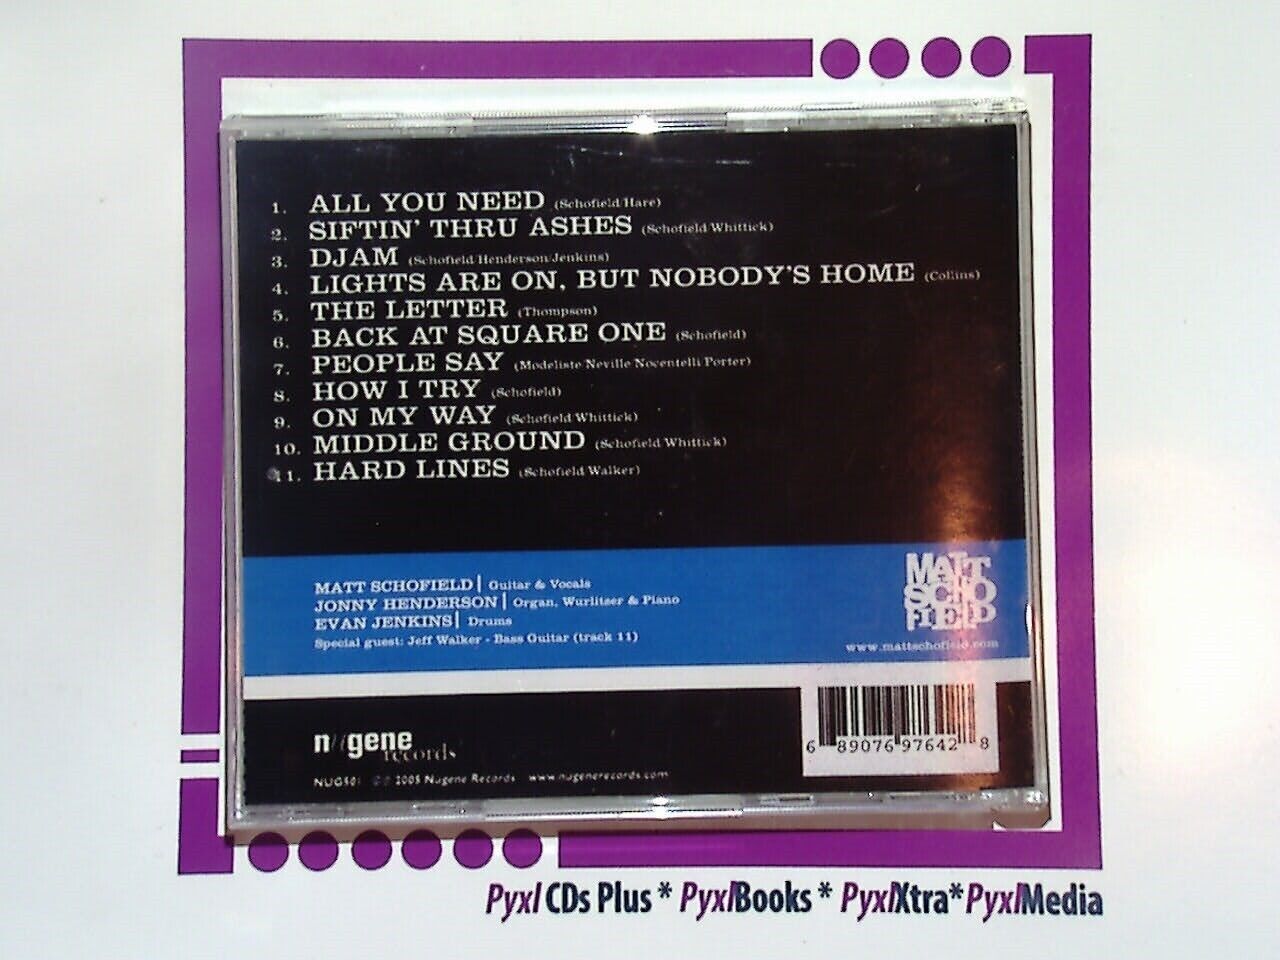 1. ALL YOU NEED (Schofield/Hare)
2. SIFTIN' THRU ASHES (Schofield/Whittick)
3. DJAM (Schofield/Henderson/Jenkins)
4. LIGHTS ARE ON, BUT NOBODY'S HOME (Collins)
5. THE LETTER (Thompson)
6. BACK AT SQUARE ONE (Schofield)
7. PEOPLE SAY (Modeliste/Neville/Nocentelli/Porter)
8. HOW I TRY (Schofield)
9. ON MY WAY (Schofield/Whittick)
10. MIDDLE GROUND (Schofield/Whittick)
11. HARD LINES (Schofield/Walker)
MATT SCHOFIELD| Guitar & Vocals
JONNY HENDERSON| Organ, Wurlitser & Piano
EVAN JENKINS| Drums
Special guest: Jeff Walker - Bass Guitar (track 11)
MATT
SCHO
FIELD
www.mattschofield.com
nugene
records
℗ © 2005 Nugene Records www.nugenerecords.com
6 89076 97642 8
Pyxl CDs Plus * PyxlBooks * PyxlXtra* PyxlMedia